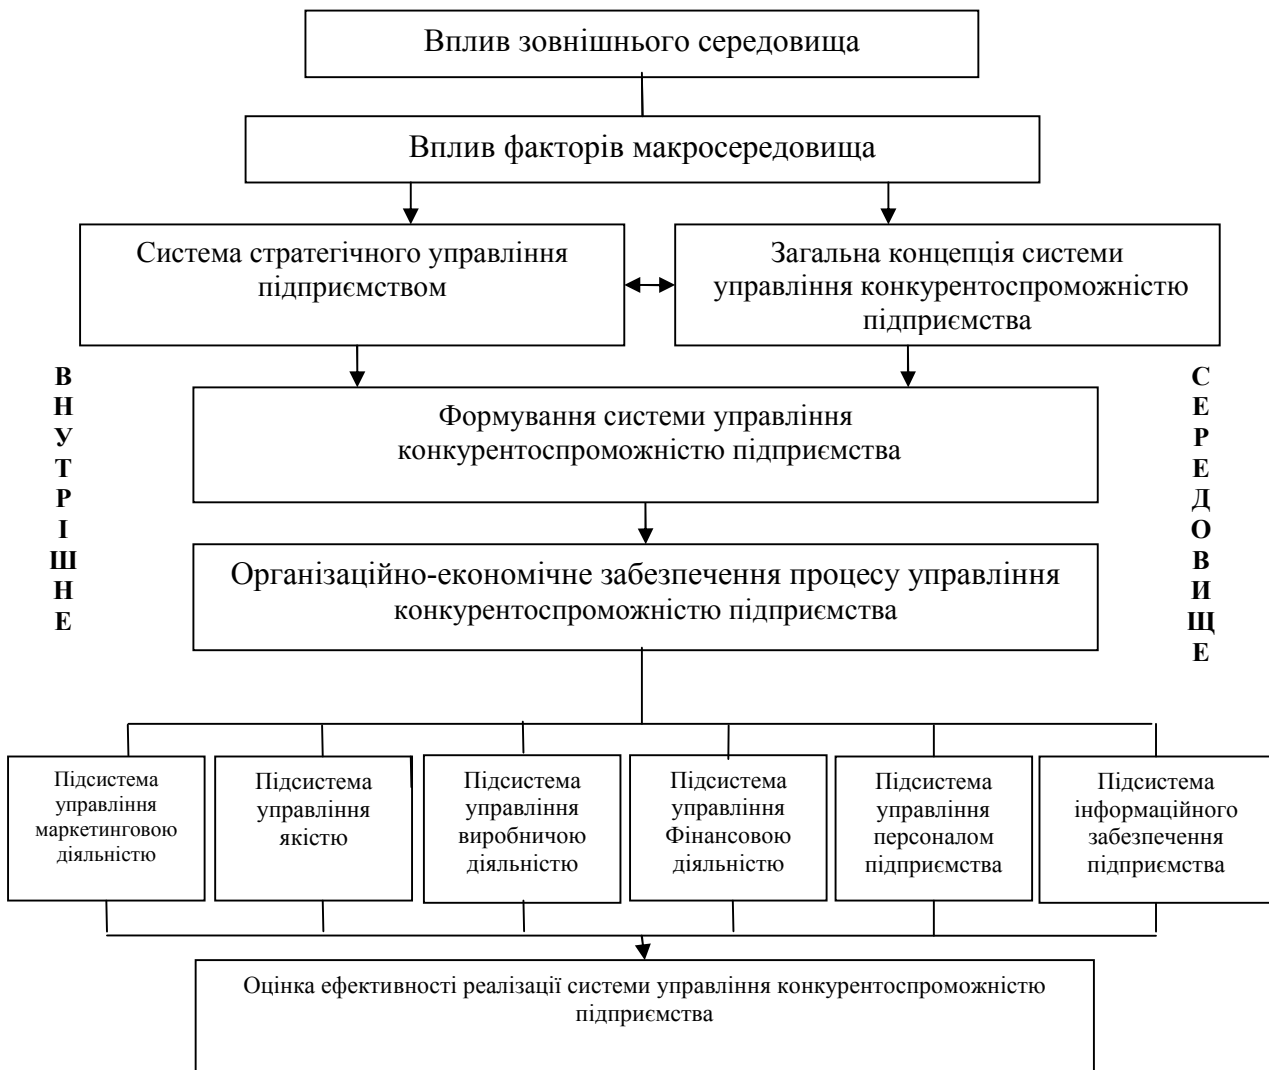 Вплив зовнішнього середовища
Вплив факторів макросередовища
Система стратегічного управління
підприємством
Загальна концепція системи
управління конкурентоспроможністю
підприємства
ВНУТРІШНЕ
СЕРЕДОВИЩЕ
Формування системи управління
конкурентоспроможністю підприємства
Організаційно-економічне забезпечення процесу управління
конкурентоспроможністю підприємства
Підсистема
управління
маркетинговою
діяльністю
Підсистема
управління
якістю
Підсистема
управління
виробничою
діяльністю
Підсистема
управління
Фінансовою
діяльністю
Підсистема
управління
персоналом
підприємства
Підсистема
інформаційного
забезпечення
підприємства
Оцінка ефективності реалізації системи управління конкурентоспроможністю
підприємства